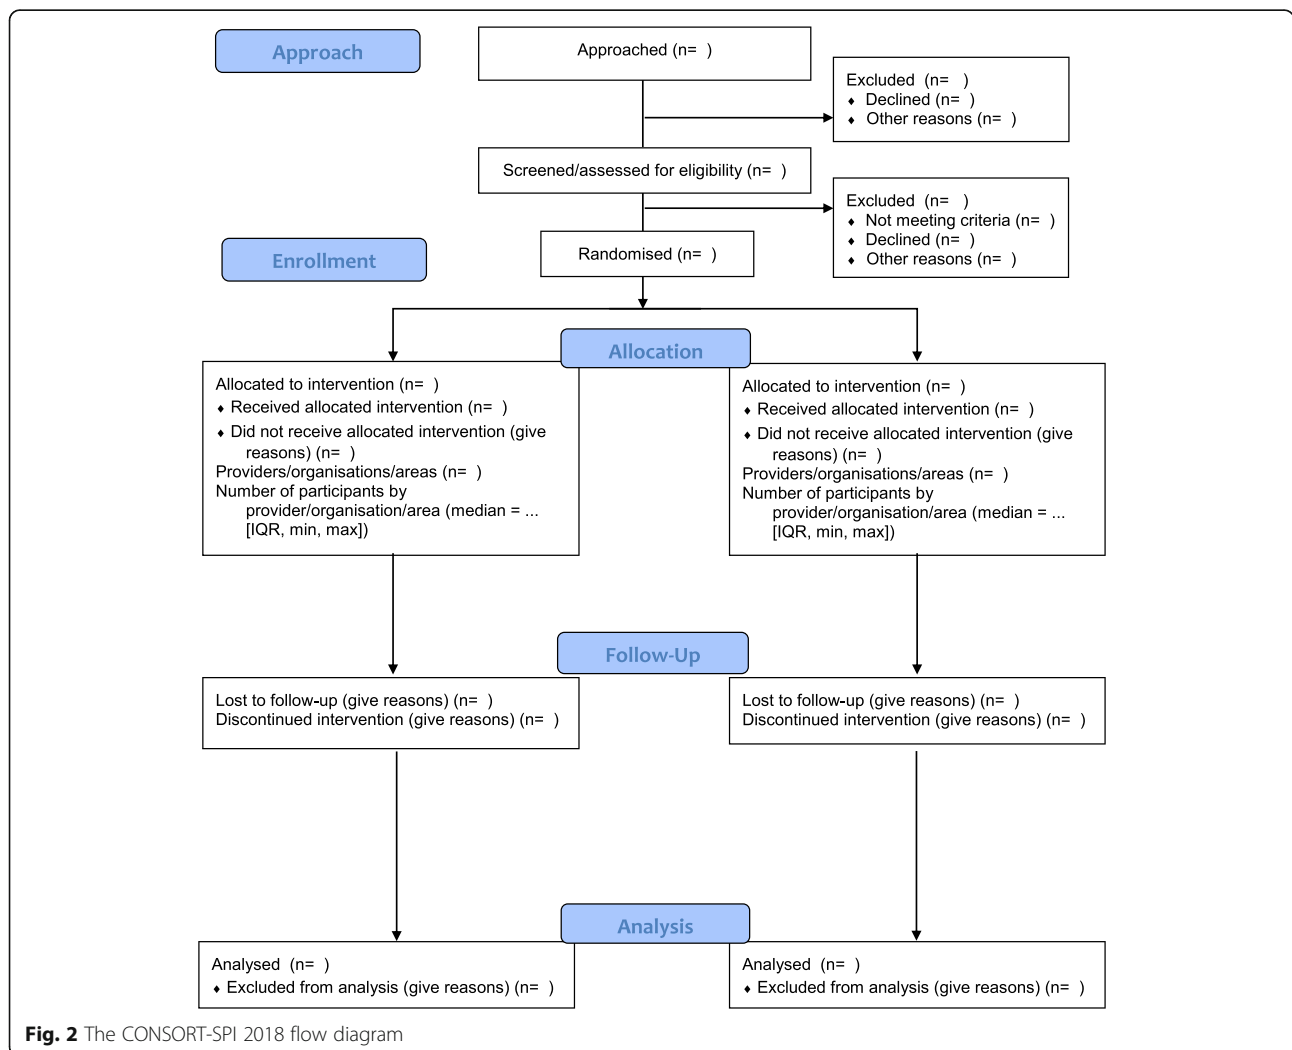 Approach
Approached (n=  )
Excluded  (n=   )
♦ Declined (n=  )
♦ Other reasons (n=  )
Screened/assessed for eligibility (n=  )
Excluded  (n=   )
♦ Not meeting criteria (n=  )
♦ Declined (n=  )
♦ Other reasons (n=  )
Enrollment
Randomised (n=  )
Allocation
Allocated to intervention (n=  )
♦ Received allocated intervention (n=  )
♦ Did not receive allocated intervention (give
reasons) (n=  )
Providers/organisations/areas (n=  )
Number of participants by
provider/organisation/area (median = ...
[IQR, min, max])
Allocated to intervention (n=  )
♦ Received allocated intervention (n=  )
♦ Did not receive allocated intervention (give
reasons) (n=  )
Providers/organisations/areas (n=  )
Number of participants by
provider/organisation/area (median = ...
[IQR, min, max])
Follow-Up
Lost to follow-up (give reasons) (n=  )
Discontinued intervention (give reasons) (n=  )
Lost to follow-up (give reasons) (n=  )
Discontinued intervention (give reasons) (n=  )
Analysis
Analysed  (n=  )
♦ Excluded from analysis (give reasons) (n=  )
Analysed  (n=  )
♦ Excluded from analysis (give reasons) (n=  )
Fig. 2 The CONSORT-SPI 2018 flow diagram